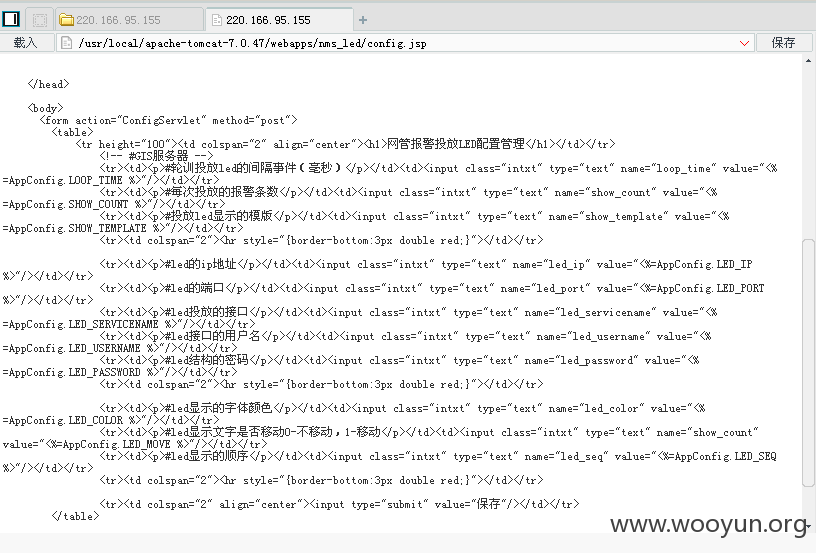 220.166.95.155
220.166.95.155
载入
/usr/local/apache-tomcat-7.0.47/webapps/nms_led/config.jsp
保存
</head>
<body>
<form action="ConfigServlet" method="post">
<table>
<tr height="100"><td colspan="2" align="center"><h1>网管报警投放LED配置管理</h1></td></tr>
<!-- #GIS服务器 -->
<tr><td><p>#轮训投放led的间隔事件(毫秒)</p></td><td><input class="intxt" type="text" name="loop_time" value="<%
=AppConfig.LOOP_TIME %>"/></td></tr>
<tr><td><p>#每次投放的报警条数</p></td><td><input class="intxt" type="text" name="show_count" value="<%
=AppConfig.SHOW_COUNT %>"/></td></tr>
<tr><td><p>#投放led显示的模版</p></td><td><input class="intxt" type="text" name="show_template" value="<%
=AppConfig.SHOW_TEMPLATE %>"/></td></tr>
<tr><td colspan="2"><hr style="{border-bottom:3px double red;}"></td></tr>
<tr><td><p>#led的ip地址</p></td><td><input class="intxt" type="text" name="led_ip" value="<%=AppConfig.LED_IP
%>"/></td></tr>
<tr><td><p>#led的端口</p></td><td><input class="intxt" type="text" name="led_port" value="<%=AppConfig.LED_PORT
%>"/></td></tr>
<tr><td><p>#led投放的接口</p></td><td><input class="intxt" type="text" name="led_servicename" value="<%
=AppConfig.LED_SERVICENAME %>"/></td></tr>
<tr><td><p>#led接口的用户名</p></td><td><input class="intxt" type="text" name="led_username" value="<%
=AppConfig.LED_USERNAME %>"/></td></tr>
<tr><td><p>#led结构的密码</p></td><td><input class="intxt" type="text" name="led_password" value="<%
=AppConfig.LED_PASSWORD %>"/></td></tr>
<tr><td colspan="2"><hr style="{border-bottom:3px double red;}"></td></tr>
<tr><td><p>#led显示的字体颜色</p></td><td><input class="intxt" type="text" name="led_color" value="<%
=AppConfig.LED_COLOR %>"/></td></tr>
<tr><td><p>#led显示文字是否移动0-不移动,1-移动</p></td><td><input class="intxt" type="text" name="show_count"
value="<%=AppConfig.LED_MOVE %>"/></td></tr>
<tr><td><p>#led显示的顺序</p></td><td><input class="intxt" type="text" name="led_seq" value="<%=AppConfig.LED_SEQ
%>"/></td></tr>
<tr><td colspan="2"><hr style="{border-bottom:3px double red;}"></td></tr>
<tr><td colspan="2" align="center"><input type="submit" value="保存"/></td></tr>
</table>
www.wooyun.org